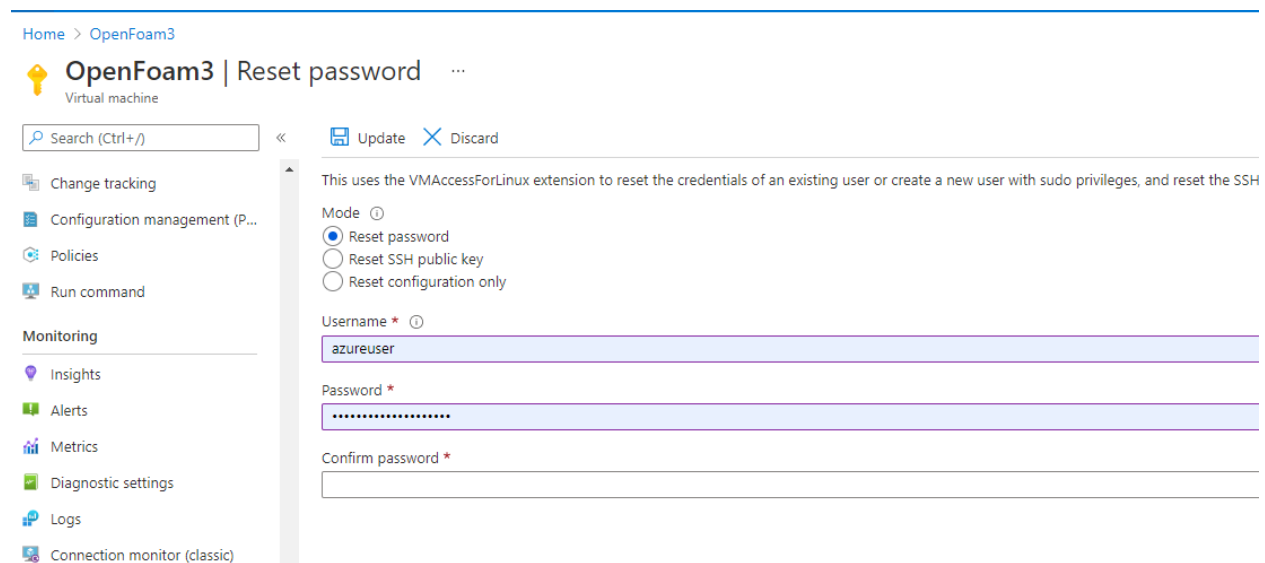 Home > OpenFoam3
OpenFoam3 | Reset password ...
Virtual machine
Search (Ctrl+/)
«
Update
Discard
Change tracking
Configuration management (P...
Policies
Run command
Monitoring
Insights
Alerts
Metrics
Diagnostic settings
Logs
Connection monitor (classic)
This uses the VMAccessForLinux extension to reset the credentials of an existing user or create a new user with sudo privileges, and reset the SSH
Mode
Reset password
Reset SSH public key
Reset configuration only
Username *
azureuser
Password *
••••••••••••••••••••
Confirm password *